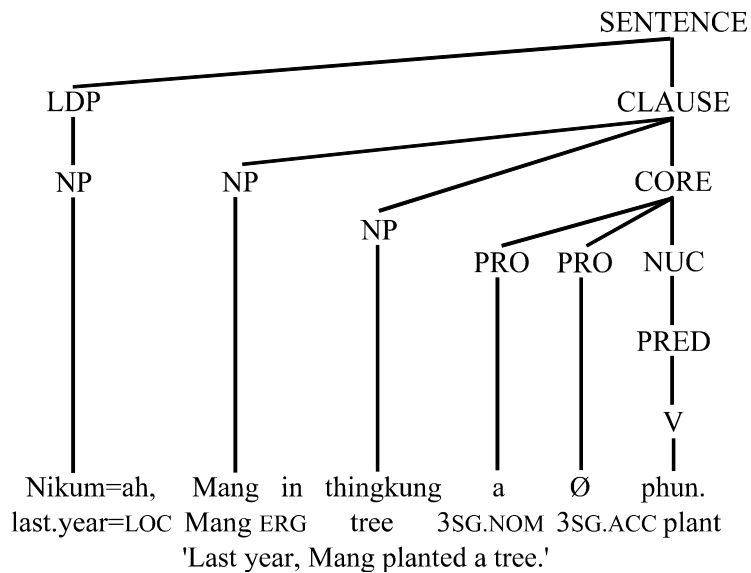 SENTENCE
LDP CLAUSE
NP NP CORE
NP
PRO PRO NUC
PRED
V
Nikum=ah, Mang in thingkung a Ø phun.
last.year=LOC Mang ERG tree 3SG.NOM 3SG.ACC plant
'Last year, Mang planted a tree.'